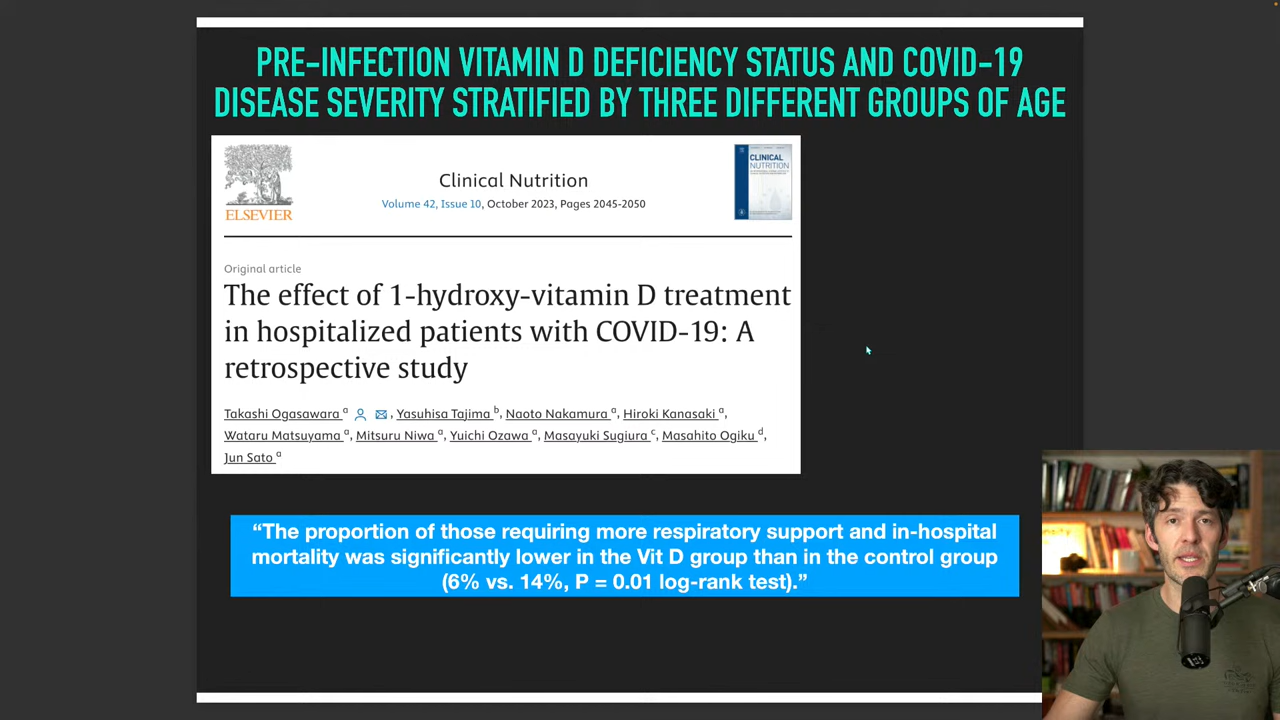 PRE-INFECTION VITAMIN D DEFICIENCY STATUS AND COVID-19
DISEASE SEVERITY STRATIFIED BY THREE DIFFERENT GROUPS OF AGE
ELSEVIER
Clinical Nutrition
Volume 42, Issue 10, October 2023, Pages 2045-2050
CLINICAL
NUTRITION
Original article
The effect of 1-hydroxy-vitamin D treatment
in hospitalized patients with COVID-19: A
retrospective study
Takashi Ogasawara a, Yasuhisa Tajima b, Naoto Nakamura a, Hiroki Kanasaki a,
Wataru Matsuyama a, Mitsuru Niwa a, Yuichi Ozawa a, Masayuki Sugiura c, Masahito Ogiku d,
Jun Sato a
“The proportion of those requiring more respiratory support and in-hospital
mortality was significantly lower in the Vit D group than in the control group
(6% vs. 14%, P = 0.01 log-rank test).”